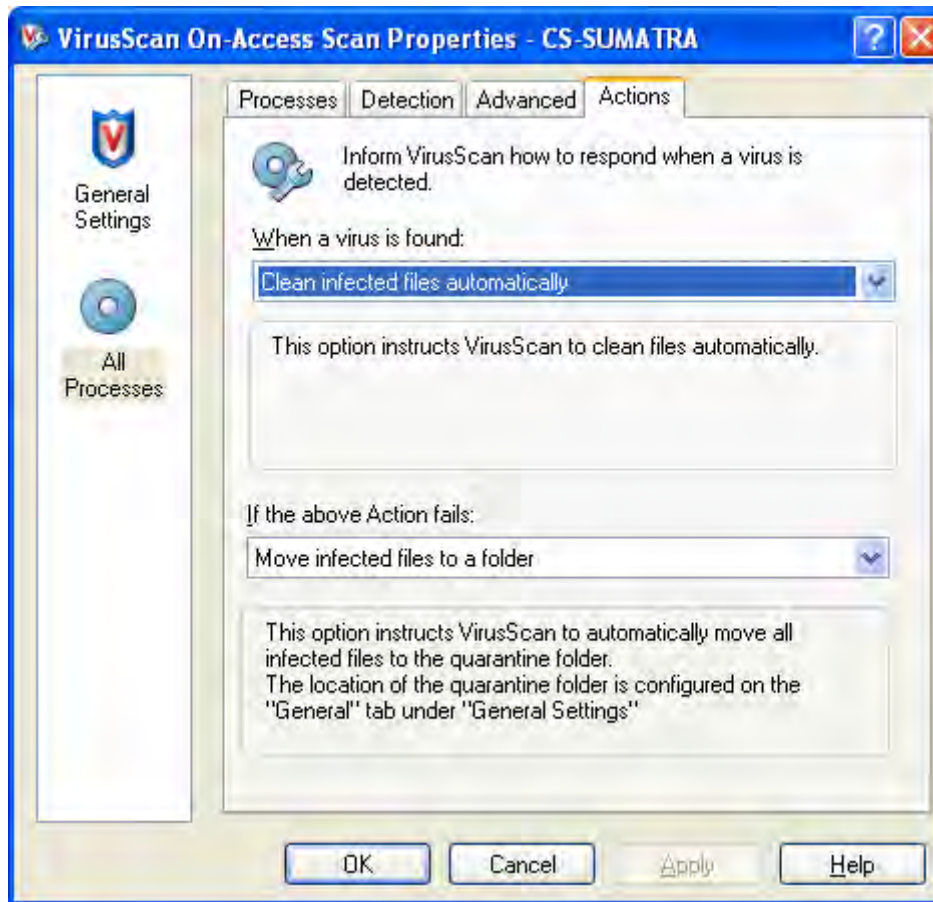 VirusScan On-Access Scan Properties - CS-SUMATRA
General
Settings
All
Processes
Processes Detection Advanced Actions
Inform VirusScan how to respond when a virus is
detected.
When a virus is found:
Clean infected files automatically
This option instructs VirusScan to clean files automatically.
If the above Action fails:
Move infected files to a folder
This option instructs VirusScan to automatically move all
infected files to the quarantine folder.
The location of the quarantine folder is configured on the
"General" tab under "General Settings"
OK Cancel Apply Help